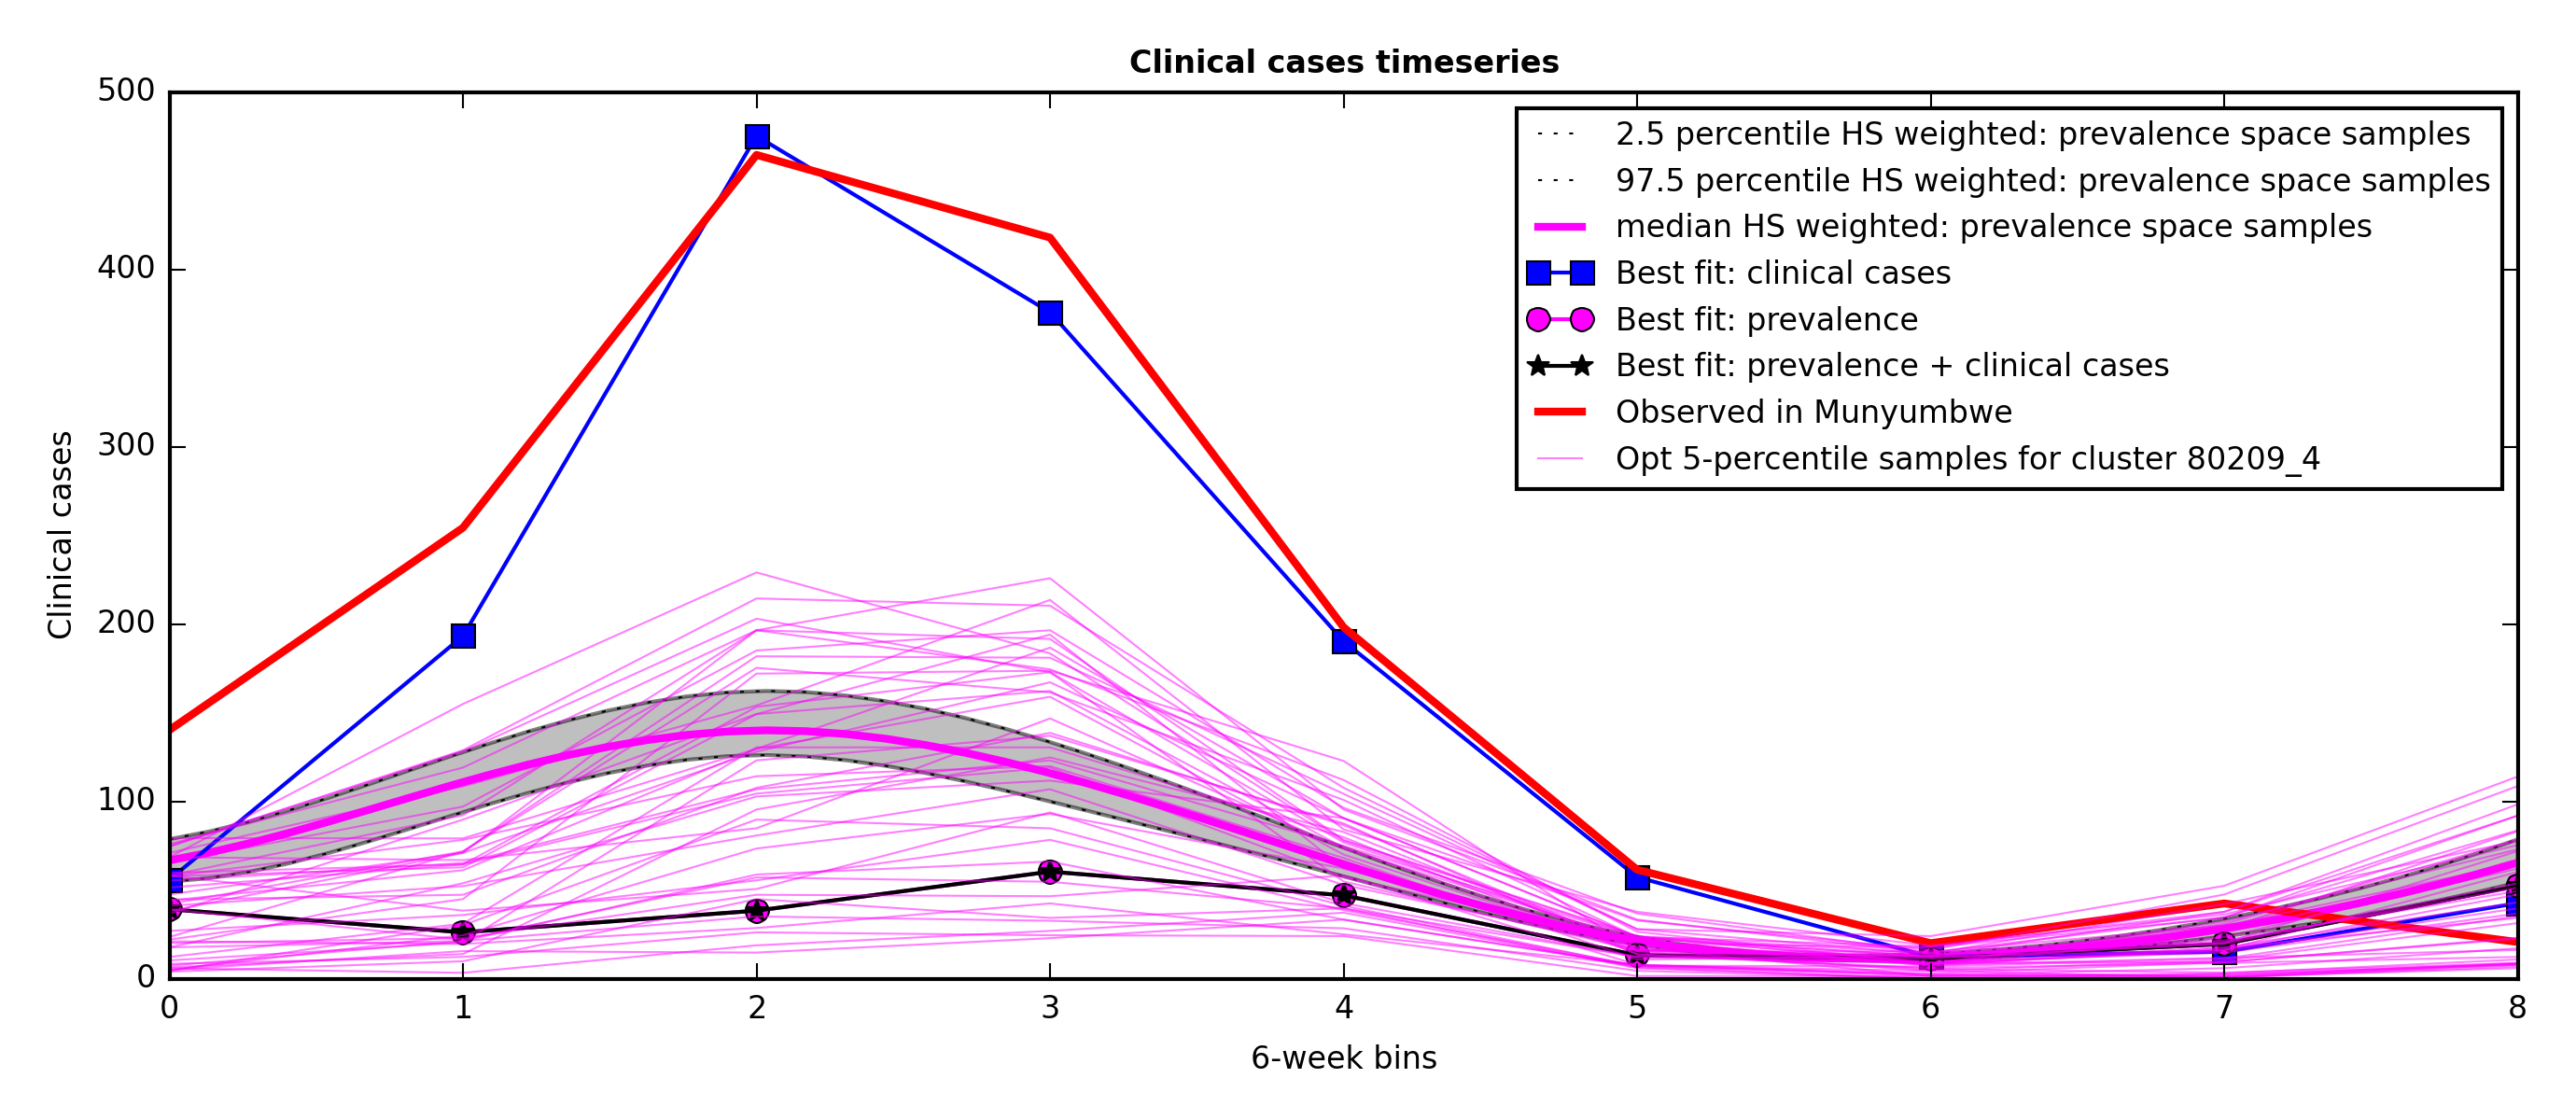 Clinical cases timeseries
500
400
300
200
100
0
Clinical cases
2.5 percentile HS weighted: prevalence space samples
97.5 percentile HS weighted: prevalence space samples
median HS weighted: prevalence space samples
Best fit: clinical cases
Best fit: prevalence
Best fit: prevalence + clinical cases
Observed in Munyumbwe
Opt 5-percentile samples for cluster 80209_4
0 1 2 3 4 5 6 7 8
6-week bins